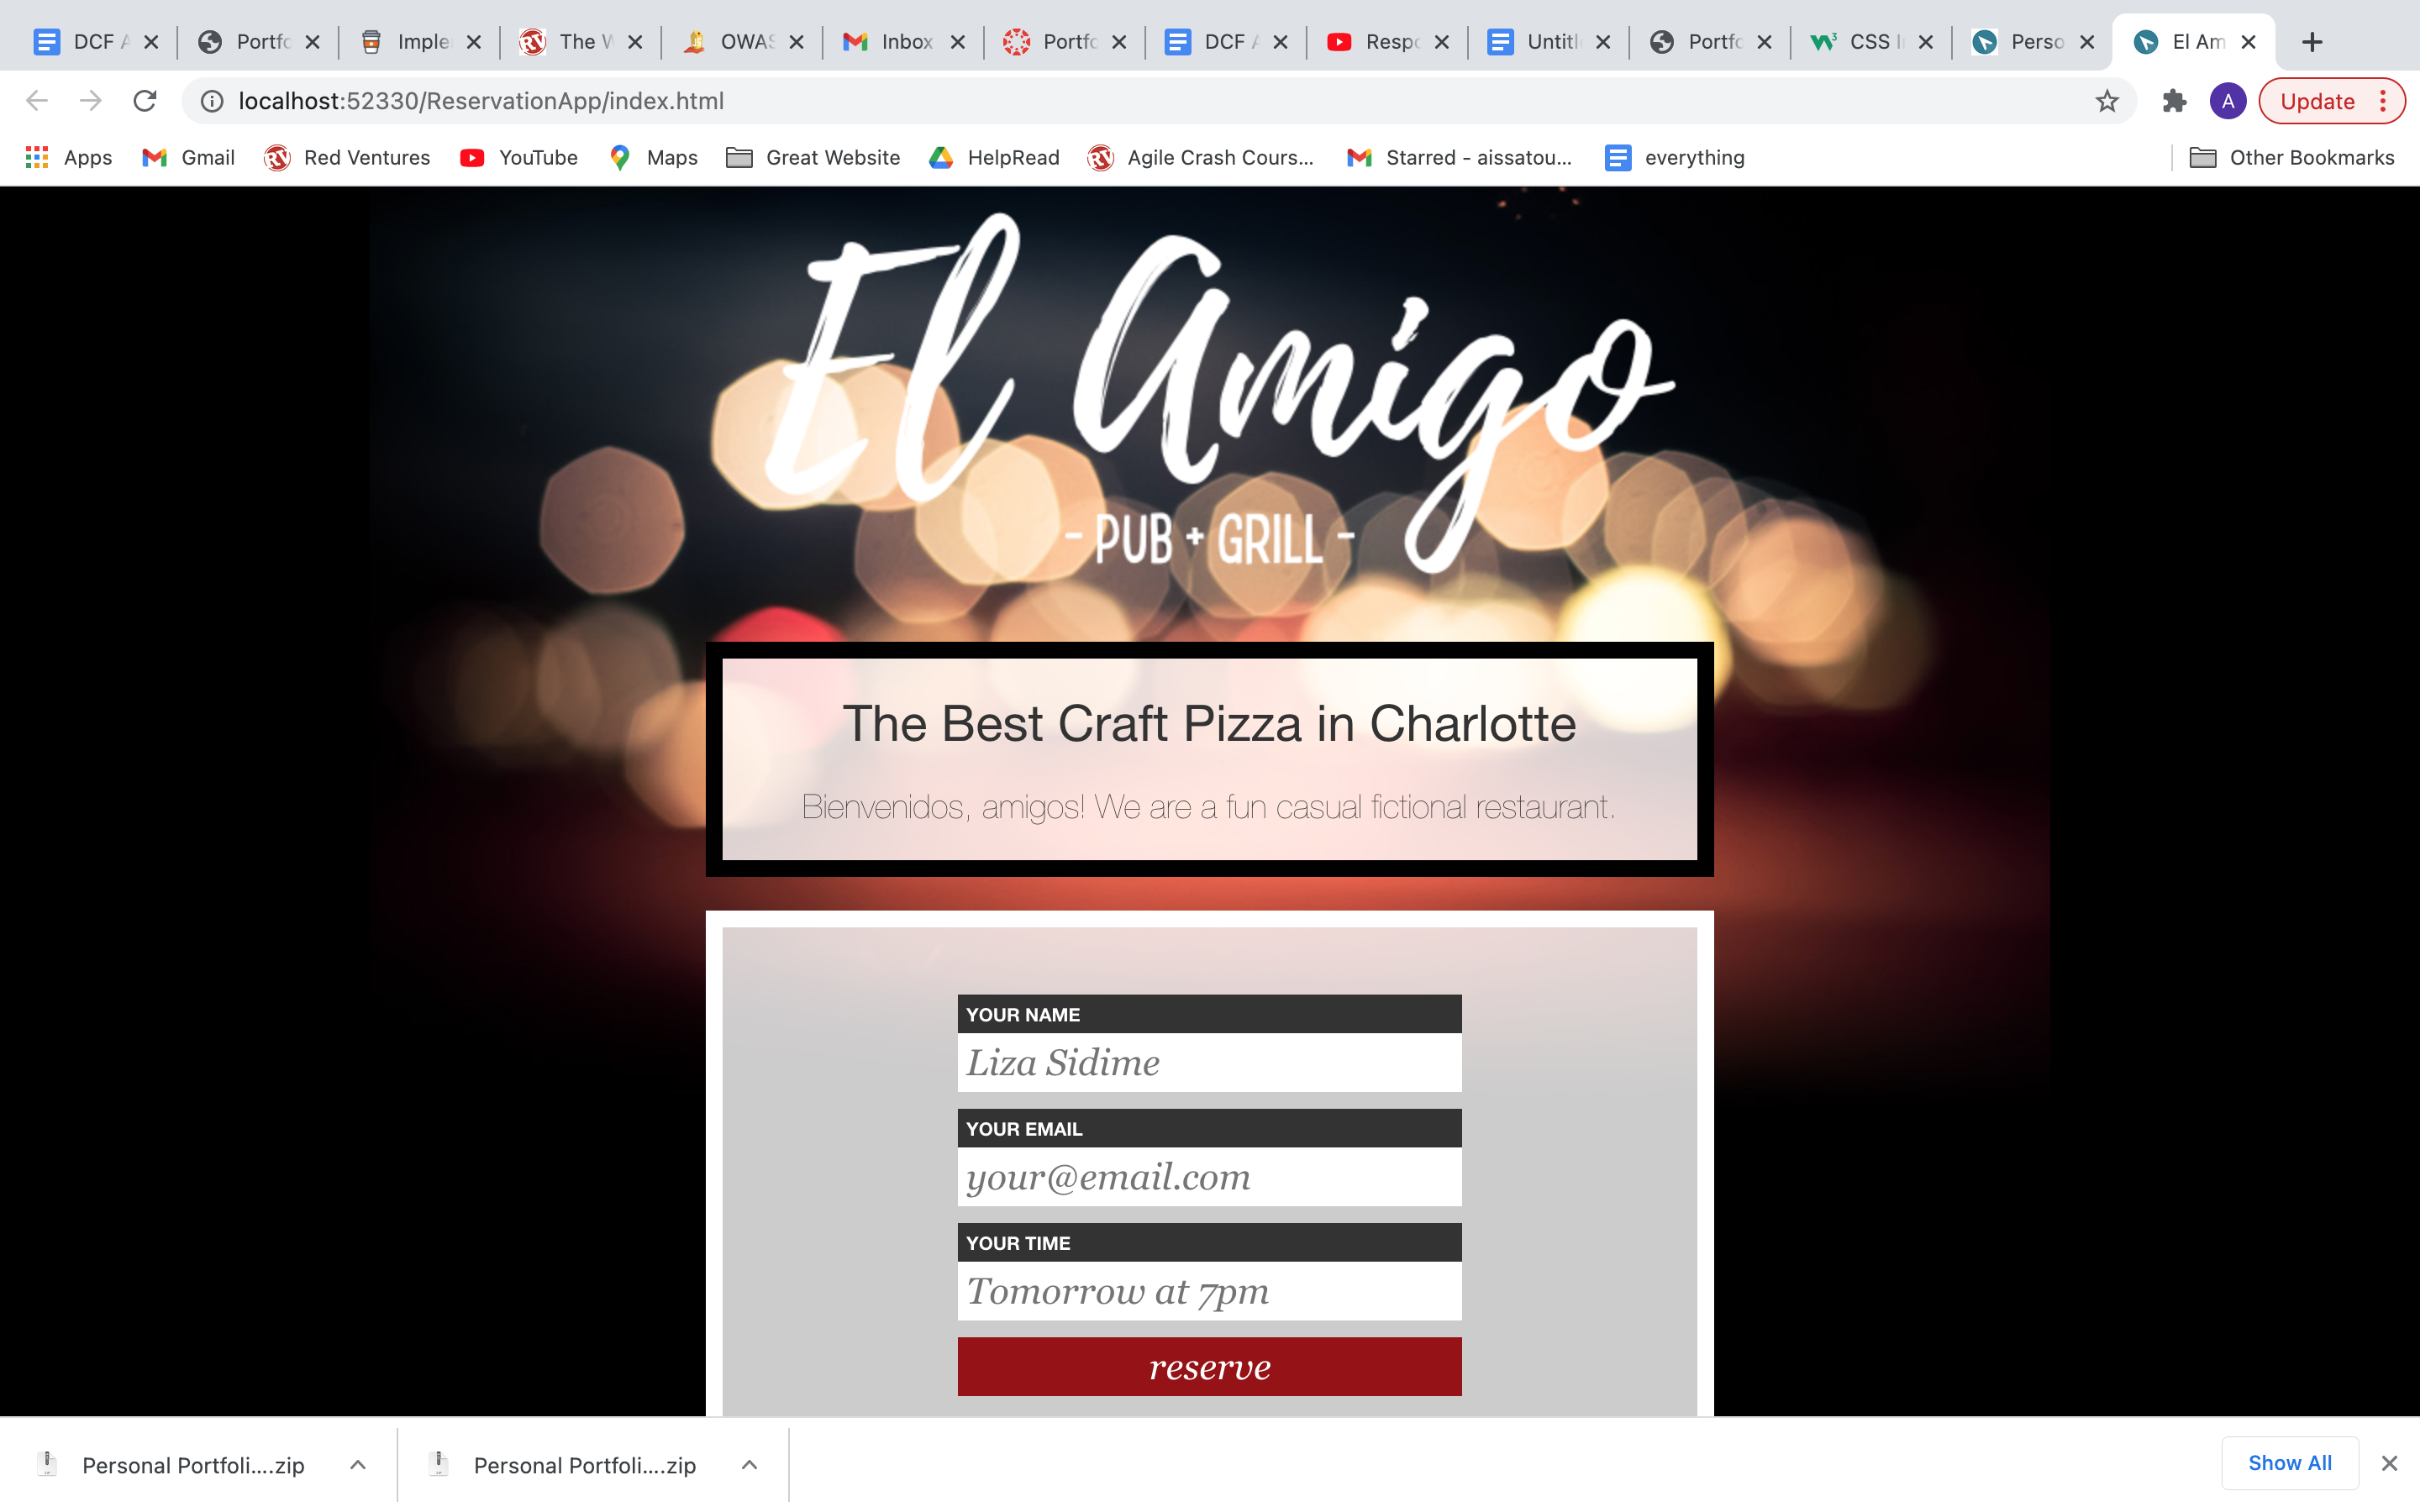 DCF A
Portfo
Imple
The W
OWAS
Inbox
Portfo
DCF A
Respo
Untitl
Portfo
CSS I
Perso
El Am
localhost:52330/ReservationApp/index.html
A
Update
Apps
Gmail
Red Ventures
YouTube
Maps
Great Website
HelpRead
Agile Crash Cours...
Starred - aissatou...
everything
Other Bookmarks
El Amigo
- PUB + GRILL -
The Best Craft Pizza in Charlotte
Bienvenidos, amigos! We are a fun casual fictional restaurant.
YOUR NAME
Liza Sidime
YOUR EMAIL
your@email.com
YOUR TIME
Tomorrow at 7pm
reserve
Personal Portfoli....zip
Personal Portfoli....zip
Show All